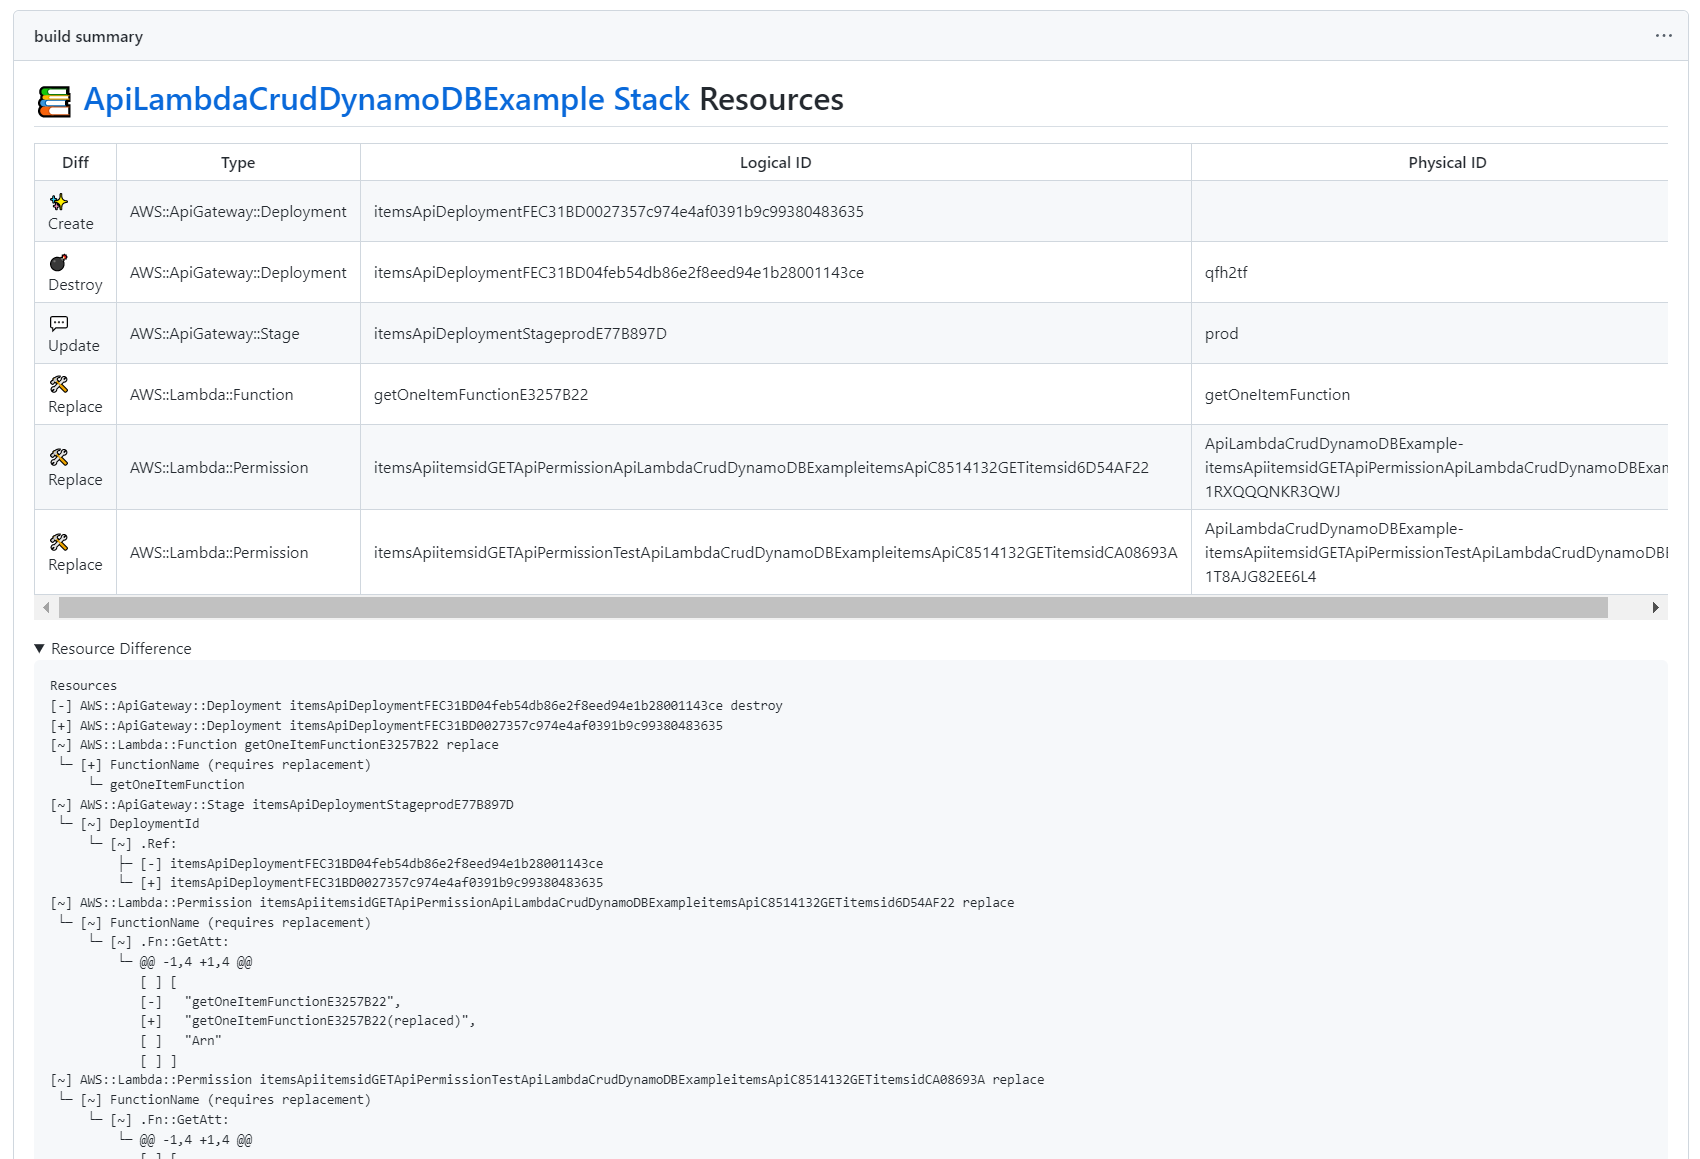 build summary
ApiLambdaCrudDynamoDBExample Stack Resources
Diff Type Logical ID Physical ID
Create AWS::ApiGateway::Deployment itemsApiDeploymentFEC31BD0027357c974e4af0391b9c99380483635
Destroy AWS::ApiGateway::Deployment itemsApiDeploymentFEC31BD04feb54db86e2f8eed94e1b28001143ce qfh2tf
Update AWS::ApiGateway::Stage itemsApiDeploymentStageprodE77B897D prod
Replace AWS::Lambda::Function getOneItemFunctionE3257B22 getOneItemFunction
Replace AWS::Lambda::Permission itemsApiitemsidGETApiPermissionApiLambdaCrudDynamoDBExampleitemsApiC8514132GETitemsid6D54AF22 ApiLambdaCrudDynamoDBExample-
itemsApiitemsidGETApiPermissionApiLambdaCrudDynamoDBExam
1RXQQQNKR3QWJ
Replace AWS::Lambda::Permission itemsApiitemsidGETApiPermissionTestApiLambdaCrudDynamoDBExampleitemsApiC8514132GETitemsidCA08693A ApiLambdaCrudDynamoDBExample-
itemsApiitemsidGETApiPermissionTestApiLambdaCrudDynamoDB
1T8AJG82EE6L4
▼ Resource Difference
Resources
[-] AWS::ApiGateway::Deployment itemsApiDeploymentFEC31BD04feb54db86e2f8eed94e1b28001143ce destroy
[+] AWS::ApiGateway::Deployment itemsApiDeploymentFEC31BD0027357c974e4af0391b9c99380483635
[~] AWS::Lambda::Function getOneItemFunctionE3257B22 replace
 └─ [+] FunctionName (requires replacement)
     └─ getOneItemFunction
[~] AWS::ApiGateway::Stage itemsApiDeploymentStageprodE77B897D
 └─ [~] DeploymentId
     └─ [~] .Ref:
         ├─ [-] itemsApiDeploymentFEC31BD04feb54db86e2f8eed94e1b28001143ce
         └─ [+] itemsApiDeploymentFEC31BD0027357c974e4af0391b9c99380483635
[~] AWS::Lambda::Permission itemsApiitemsidGETApiPermissionApiLambdaCrudDynamoDBExampleitemsApiC8514132GETitemsid6D54AF22 replace
 └─ [~] FunctionName (requires replacement)
     └─ [~] .Fn::GetAtt:
         └─ @@ -1,4 +1,4 @@
            [ ] [
            [-]   "getOneItemFunctionE3257B22",
            [+]   "getOneItemFunctionE3257B22(replaced)",
            [ ]   "Arn"
            [ ] ]
[~] AWS::Lambda::Permission itemsApiitemsidGETApiPermissionTestApiLambdaCrudDynamoDBExampleitemsApiC8514132GETitemsidCA08693A replace
 └─ [~] FunctionName (requires replacement)
     └─ [~] .Fn::GetAtt:
         └─ @@ -1,4 +1,4 @@
            [ ] [